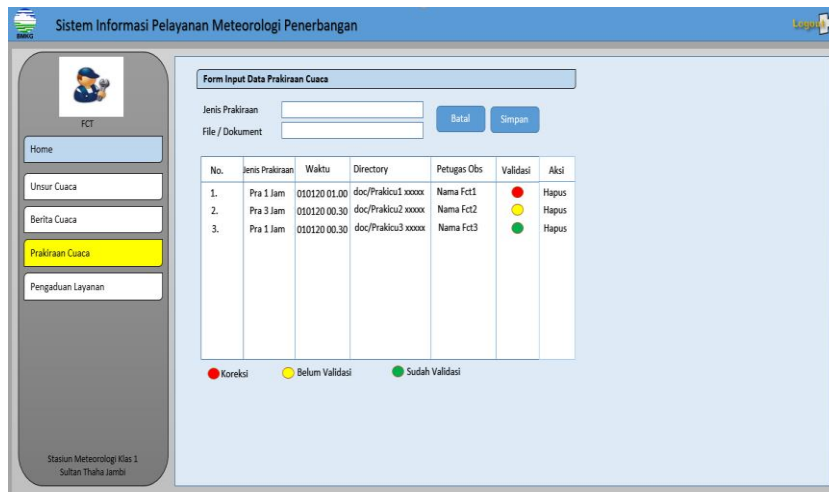 BMKG
Sistem Informasi Pelayanan Meteorologi Penerbangan
Logout
FCT
Home
Unsur Cuaca
Berita Cuaca
Prakiraan Cuaca
Pengaduan Layanan
Stasiun Meteorologi Klas 1
Sultan Thaha Jambi
Form Input Data Prakiraan Cuaca
Jenis Prakiraan
File / Dokument
Batal
Simpan
No. Jenis Prakiraan Waktu Directory Petugas Obs Validasi Aksi
1. Pra 1 Jam 010120 01.00 doc/Prakicu1 xxxxx Nama Fct1 Hapus
2. Pra 3 Jam 010120 00.30 doc/Prakicu2 xxxxx Nama Fct2 Hapus
3. Pra 1 Jam 010120 00.30 doc/Prakicu3 xxxxx Nama Fct3 Hapus
Koreksi Belum Validasi Sudah Validasi